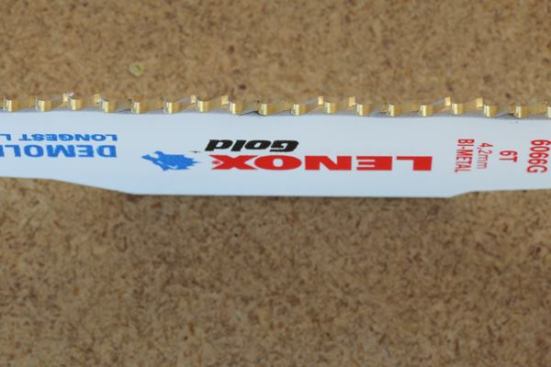 LENOX
Gold
DEMOLI
LONGEST L
6066G
6T
4.2mm
BI-METAL